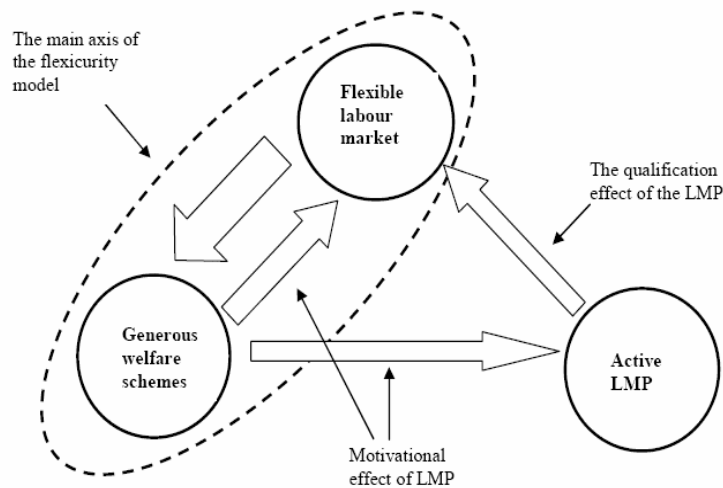 The main axis of
the flexicurity
model
Flexible
labour
market
The qualification
effect of the LMP
Generous
welfare
schemes
Active
LMP
Motivational
effect of LMP